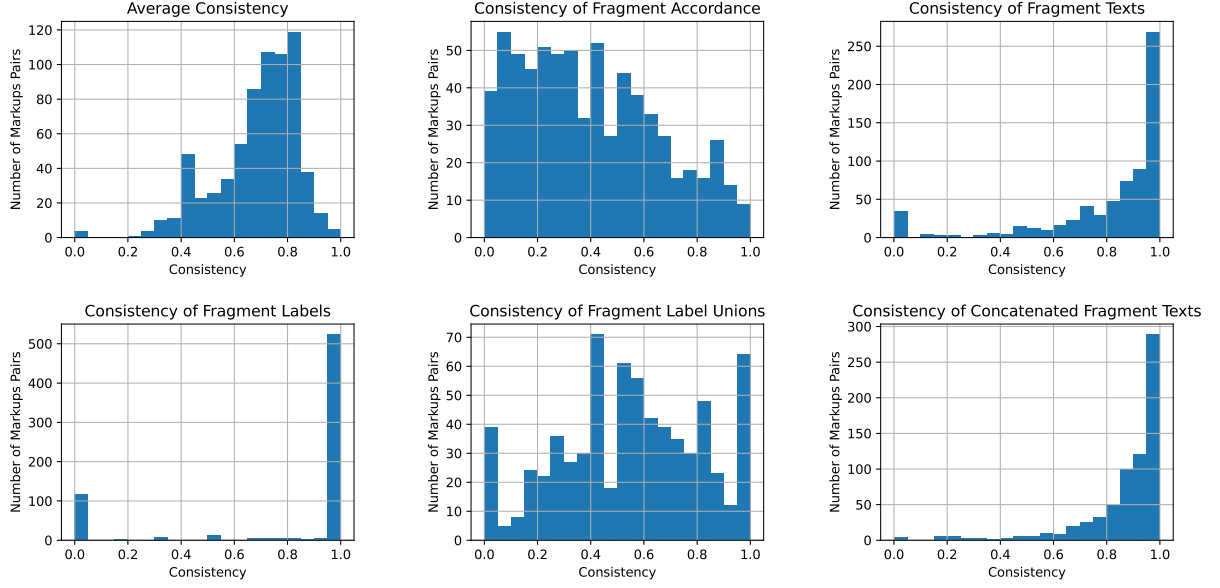 Average Consistency
Number of Markups Pairs
120
100
80
60
40
20
0
0.0 0.2 0.4 0.6 0.8 1.0
Consistency
Consistency of Fragment Accordance
Number of Markups Pairs
50
40
30
20
10
0
0.0 0.2 0.4 0.6 0.8 1.0
Consistency
Consistency of Fragment Texts
Number of Markups Pairs
250
200
150
100
50
0
0.0 0.2 0.4 0.6 0.8 1.0
Consistency
Consistency of Fragment Labels
Number of Markups Pairs
500
400
300
200
100
0
0.0 0.2 0.4 0.6 0.8 1.0
Consistency
Consistency of Fragment Label Unions
Number of Markups Pairs
70
60
50
40
30
20
10
0
0.0 0.2 0.4 0.6 0.8 1.0
Consistency
Consistency of Concatenated Fragment Texts
Number of Markups Pairs
300
250
200
150
100
50
0
0.0 0.2 0.4 0.6 0.8 1.0
Consistency